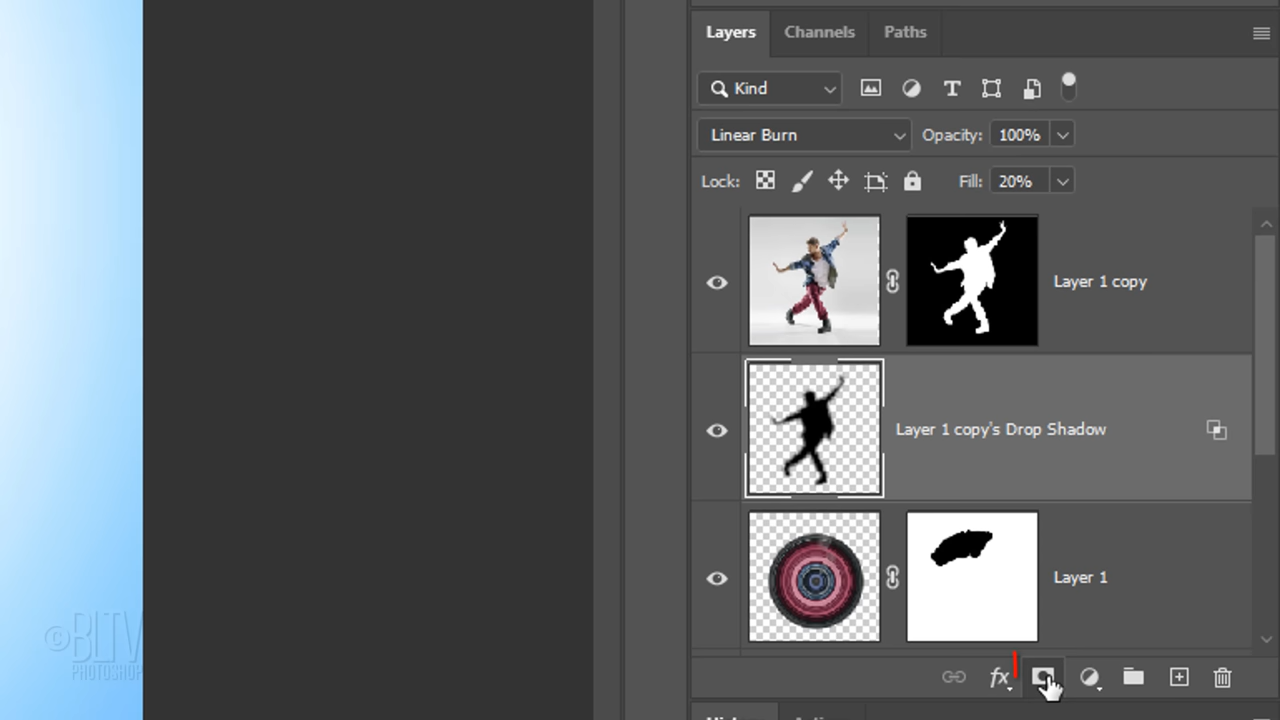 Layers Channels Paths
Kind
Linear Burn Opacity: 100%
Lock: Fill: 20%
Layer 1 copy
Layer 1 copy's Drop Shadow
Layer 1
fx
©BLTV
PHOTOSHOP